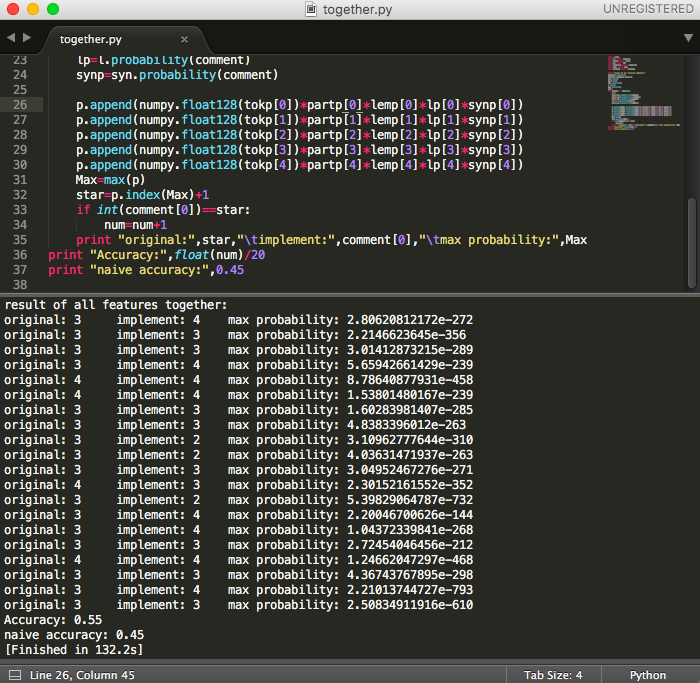 together.py
UNREGISTERED
together.py
23 lp=l.probability(comment)
24 synp=syn.probability(comment)
25
26 p.append(numpy.float128(tokp[0])*partp[0]*lemp[0]*lp[0]*synp[0])
27 p.append(numpy.float128(tokp[1])*partp[1]*lemp[1]*lp[1]*synp[1])
28 p.append(numpy.float128(tokp[2])*partp[2]*lemp[2]*lp[2]*synp[2])
29 p.append(numpy.float128(tokp[3])*partp[3]*lemp[3]*lp[3]*synp[3])
30 p.append(numpy.float128(tokp[4])*partp[4]*lemp[4]*lp[4]*synp[4])
31 Max=max(p)
32 star=p.index(Max)+1
33 if int(comment[0])==star:
34 num=num+1
35 print "original:",star,"\timplement:",comment[0],"\tmax probability:",Max
36 print "Accuracy:",float(num)/20
37 print "naive accuracy:",0.45
38
result of all features together:
original: 3 implement: 4 max probability: 2.80620812172e-272
original: 3 implement: 3 max probability: 2.2146623645e-356
original: 3 implement: 3 max probability: 3.01412873215e-289
original: 3 implement: 4 max probability: 5.65942661429e-239
original: 4 implement: 4 max probability: 8.78640877931e-458
original: 4 implement: 4 max probability: 1.53801480167e-239
original: 3 implement: 3 max probability: 1.60283981407e-285
original: 3 implement: 3 max probability: 4.8383396012e-263
original: 3 implement: 2 max probability: 3.10962777644e-310
original: 3 implement: 2 max probability: 4.03631471937e-263
original: 3 implement: 3 max probability: 3.04952467276e-271
original: 4 implement: 3 max probability: 2.30152161552e-352
original: 3 implement: 2 max probability: 5.39829064787e-732
original: 3 implement: 4 max probability: 2.20046700626e-144
original: 3 implement: 4 max probability: 1.04372339841e-268
original: 3 implement: 3 max probability: 2.72454046456e-212
original: 4 implement: 4 max probability: 1.24662047297e-468
original: 3 implement: 3 max probability: 4.36743767895e-298
original: 3 implement: 4 max probability: 2.21013744727e-793
original: 3 implement: 3 max probability: 2.50834911916e-610
Accuracy: 0.55
naive accuracy: 0.45
[Finished in 132.2s]
Line 26, Column 45
Tab Size: 4
Python